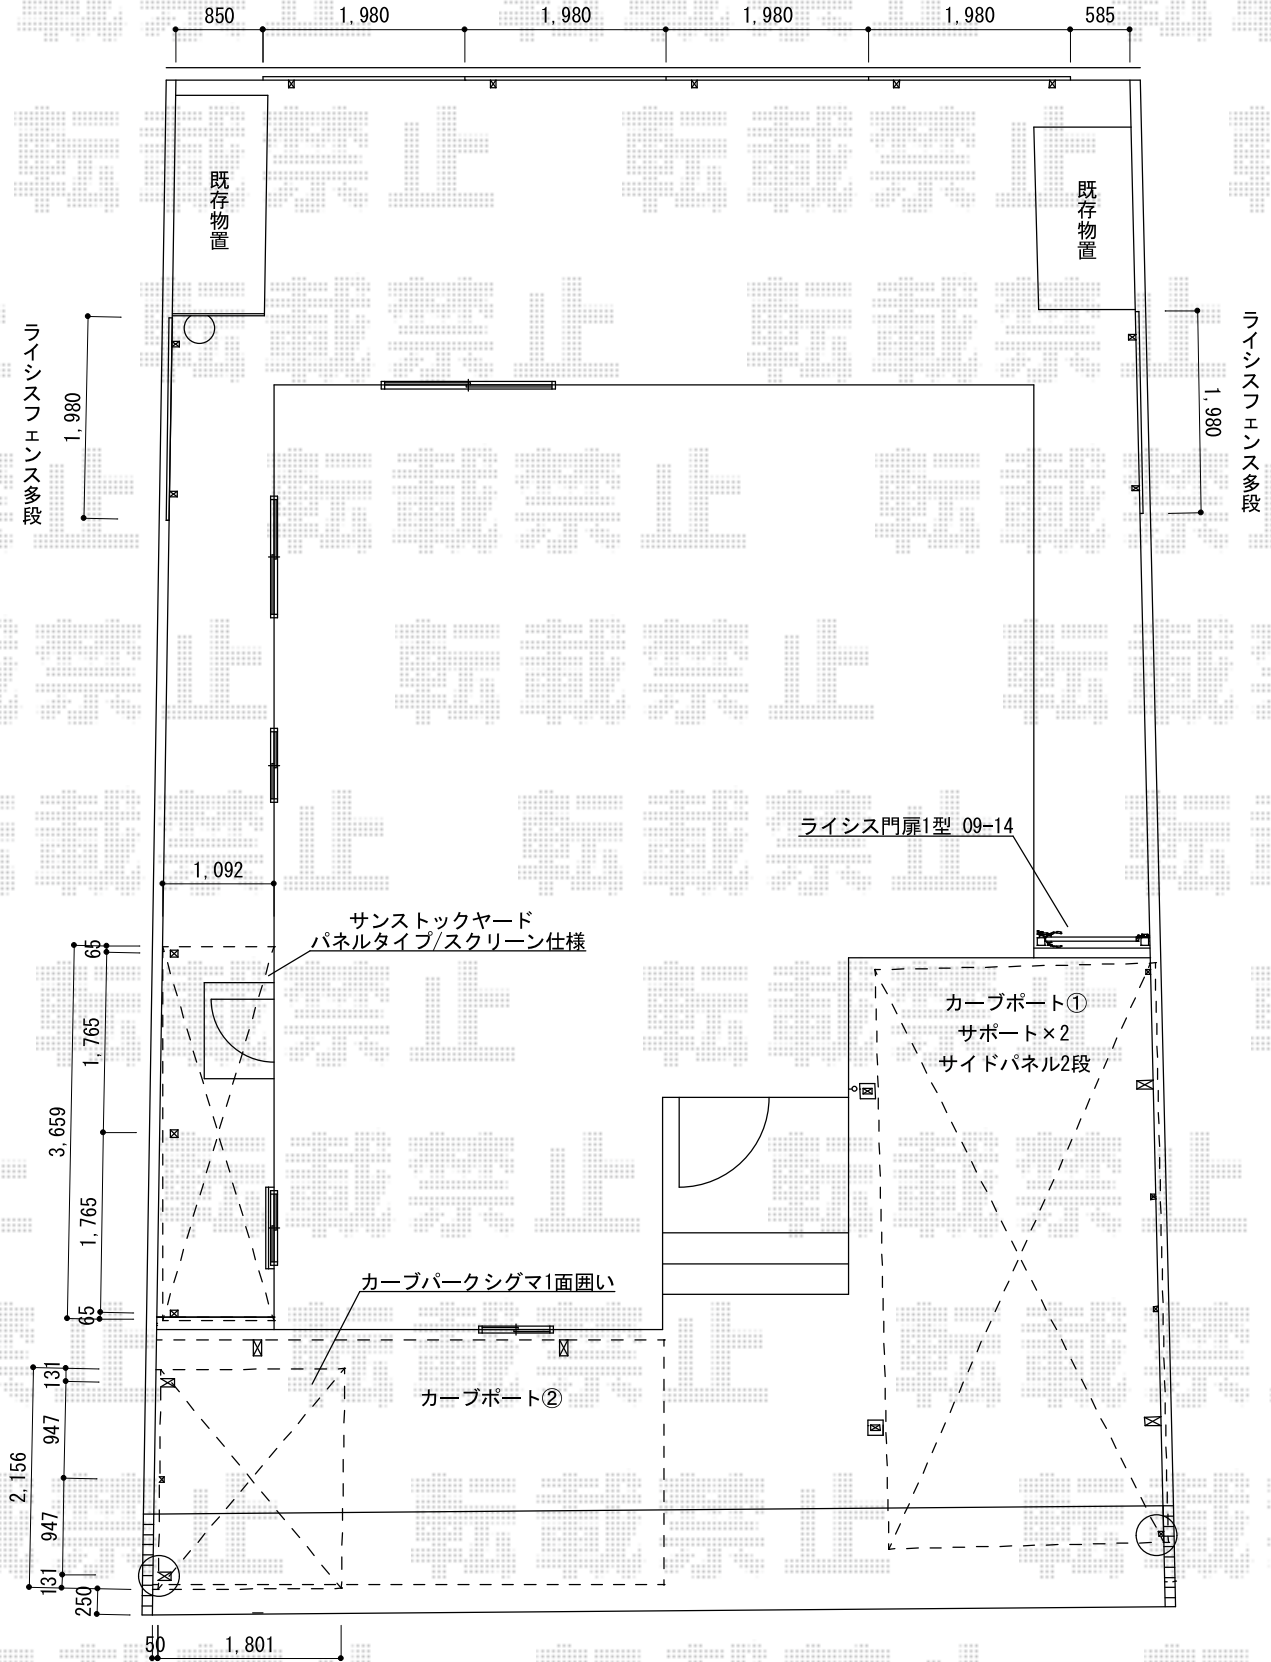 850
1,980
1,980
1,980
1,980
585
既存物置
既存物置
ライシスフェンス多段
1,980
1,980
ライシスフェンス多段
ライシス門扉1型 09-14
1,092
サンストックヤード
パネルタイプ/スクリーン仕様
65
1,765
3,659
1,765
65
カーブポート①
サポート×2
サイドパネル2段
カーブパークシグマ1面囲い
カーブポート②
131
947
2,156
947
131
250
50
1,801
転載禁止